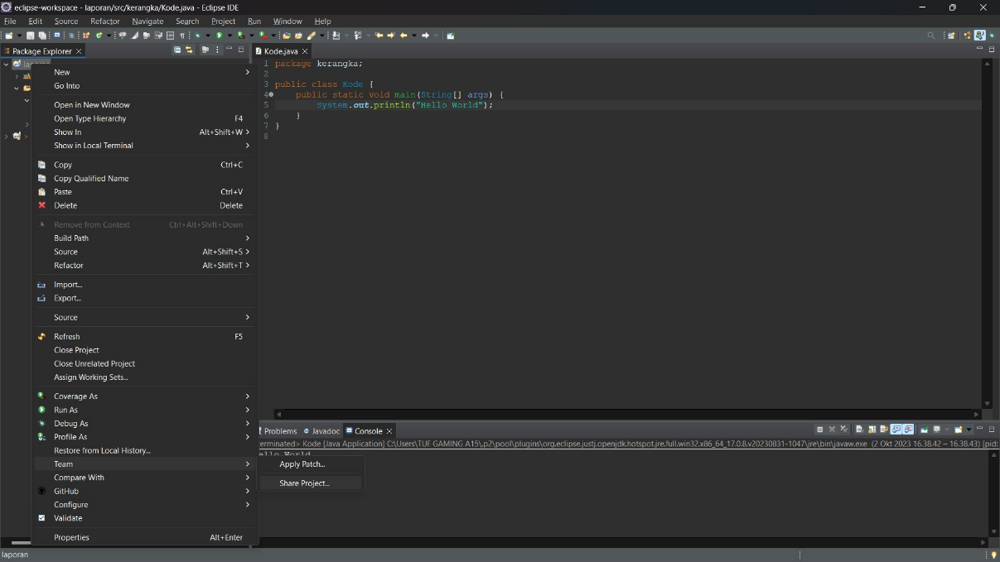 eclipse-workspace - laporan/src/kerangka/Kode.java - Eclipse IDE
File Edit Source Refactor Navigate Search Project Run Window Help
Package Explorer
Kode.java
New
Go Into
Open in New Window
Open Type Hierarchy F4
Show In Alt+Shift+W
Show in Local Terminal
Copy Ctrl+C
Copy Qualified Name
Paste Ctrl+V
Delete Delete
Remove from Context Ctrl+Alt+Shift+Down
Build Path
Source Alt+Shift+S
Refactor Alt+Shift+T
Import...
Export...
Source
Refresh F5
Close Project
Close Unrelated Project
Assign Working Sets...
Coverage As
Run As
Debug As
Profile As
Restore from Local History...
Team
Compare With
GitHub
Configure
Validate
Properties Alt+Enter
Apply Patch...
Share Project...
1 package kerangka;
2
3 public class Kode {
4 public static void main(String[] args) {
5 System.out.println("Hello World");
6 }
7 }
8
Problems Javadoc Console
erminated> Kode [Java Application] C:\Users\TUF GAMING A15\.p2\pool\plugins\org.eclipse.justj.openjdk.hotspot.jre.full.win32.x86_64_17.0.8.v20230831-1047\jre\bin\javaw.exe (2 Okt 2023 16.38.42 – 16.38.43) [pid:
ello World
laporan